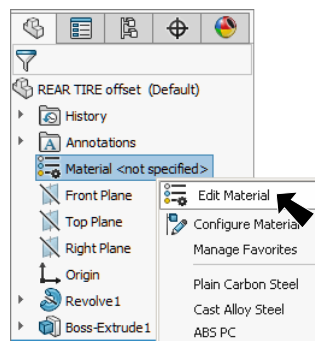 REAR TIRE offset (Default)
History
A Annotations
Material <not specified>
Front Plane
Edit Material
Top Plane
Configure Material
Right Plane
Manage Favorites
Origin
Plain Carbon Steel
Revolve1
Cast Alloy Steel
Boss-Extrude1
ABS PC